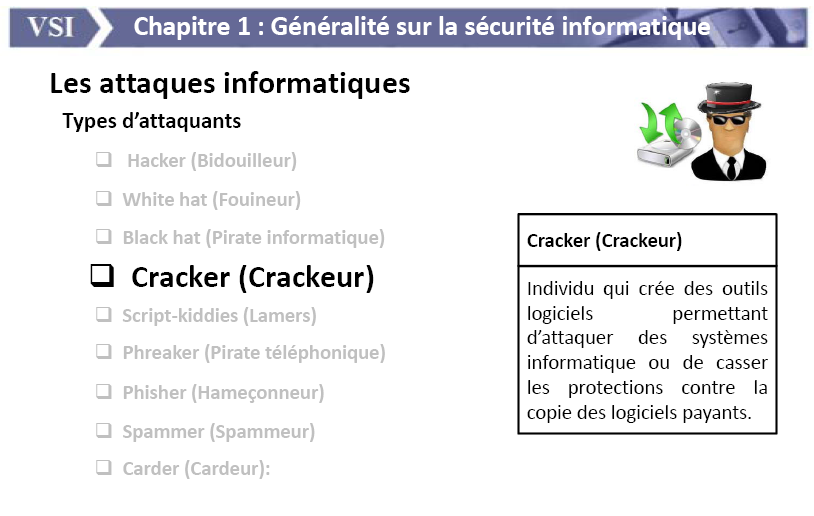 VSI
Chapitre 1 : Généralité sur la sécurité informatique
Les attaques informatiques
Types d'attaquants
Hacker (Bidouilleur)
White hat (Fouineur)
Black hat (Pirate informatique)
Cracker (Crackeur)
Script-kiddies (Lamers)
Phreaker (Pirate téléphonique)
Phisher (Hameçonneur)
Spammer (Spammeur)
Carder (Cardeur):
Cracker (Crackeur)
Individu qui crée des outils
logiciels permettant
d'attaquer des systèmes
informatique ou de casser
les protections contre la
copie des logiciels payants.